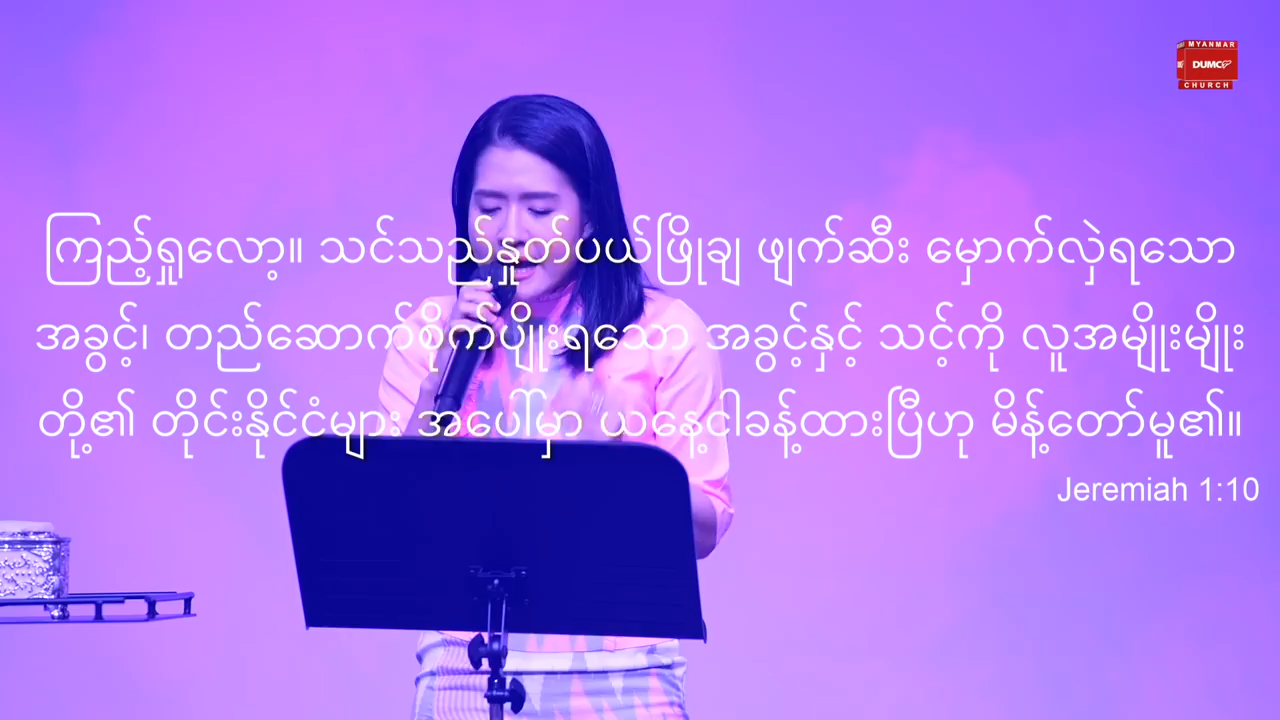 MYANMAR
DUMC
CHURCH
ကြည့်ရှုလော့။ သင်သည်နှုတ်ပယ်ဖြိုချ ဖျက်ဆီး မှောက်လှဲရသော
အခွင့်၊ တည်ဆောက်စိုက်ပျိုးရသော အခွင့်နှင့် သင့်ကို လူအမျိုးမျိုး
တို့၏ တိုင်းနိုင်ငံများ အပေါ်မှာ ယနေ့ငါခန့်ထားပြီဟု မိန့်တော်မူ၏။
Jeremiah 1:10